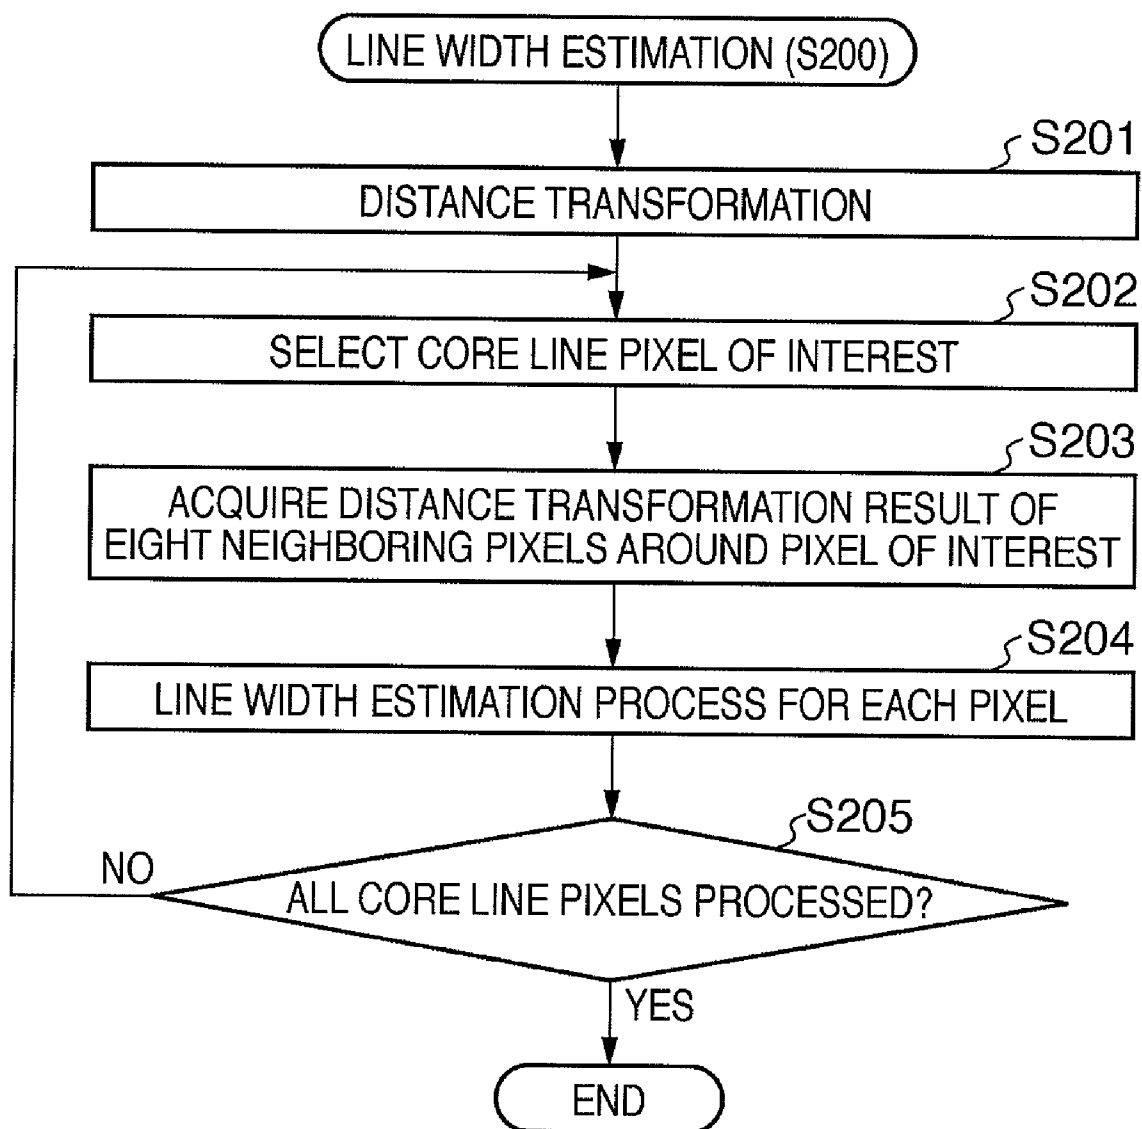 LINE WIDTH ESTIMATION (S200)
S201
DISTANCE TRANSFORMATION
S202
SELECT CORE LINE PIXEL OF INTEREST
S203
ACQUIRE DISTANCE TRANSFORMATION RESULT OF
EIGHT NEIGHBORING PIXELS AROUND PIXEL OF INTEREST
S204
LINE WIDTH ESTIMATION PROCESS FOR EACH PIXEL
S205
NO
ALL CORE LINE PIXELS PROCESSED?
YES
END